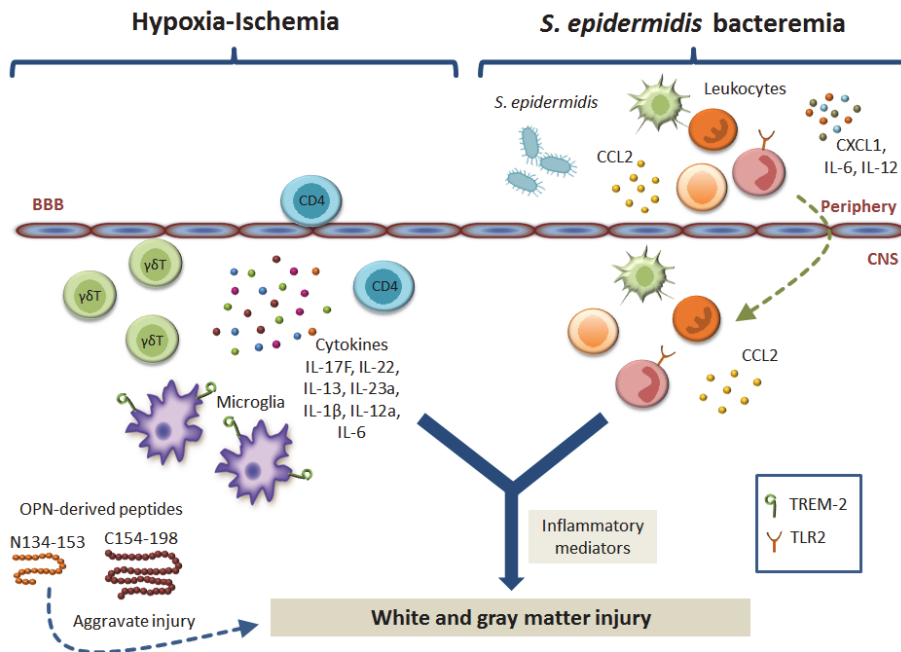 Hypoxia-Ischemia
S. epidermidis bacteremia
S. epidermidis
Leukocytes
CCL2
CXCL1,
IL-6, IL-12
BBB
CD4
Periphery
CNS
γδT
γδT
γδT
CD4
Cytokines
IL-17F, IL-22,
IL-13, IL-23a,
IL-1β, IL-12a,
IL-6
Microglia
CCL2
OPN-derived peptides
N134-153
C154-198
Aggravate injury
Inflammatory
mediators
TREM-2
TLR2
White and gray matter injury